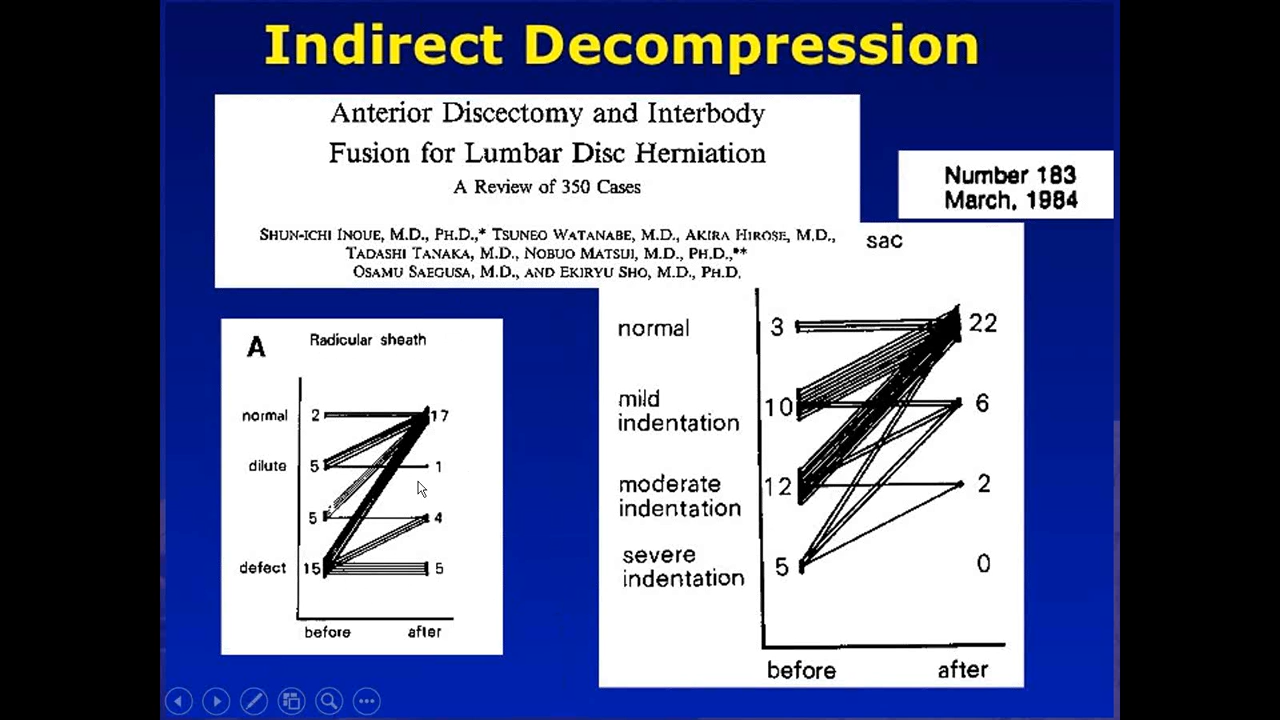 Indirect Decompression
Anterior Discectomy and Interbody
Fusion for Lumbar Disc Herniation
A Review of 350 Cases
SHUN-ICHI INOUE, M.D., PH.D.,* TSUNEO WATANABE, M.D., AKIRA HIROSE, M.D.,
TADASHI TANAKA, M.D., NOBUO MATSUI, M.D., PH.D.,**
OSAMU SAEGUSA, M.D., AND EKIRYU SHO, M.D., PH.D.
Number 183
March, 1984
A
Radicular sheath
normal 2 17
dilute 5 1
5 4
defect 15 5
before after
sac
normal 3 22
mild
indentation 10 6
moderate
indentation 12 2
severe
indentation 5 0
before after